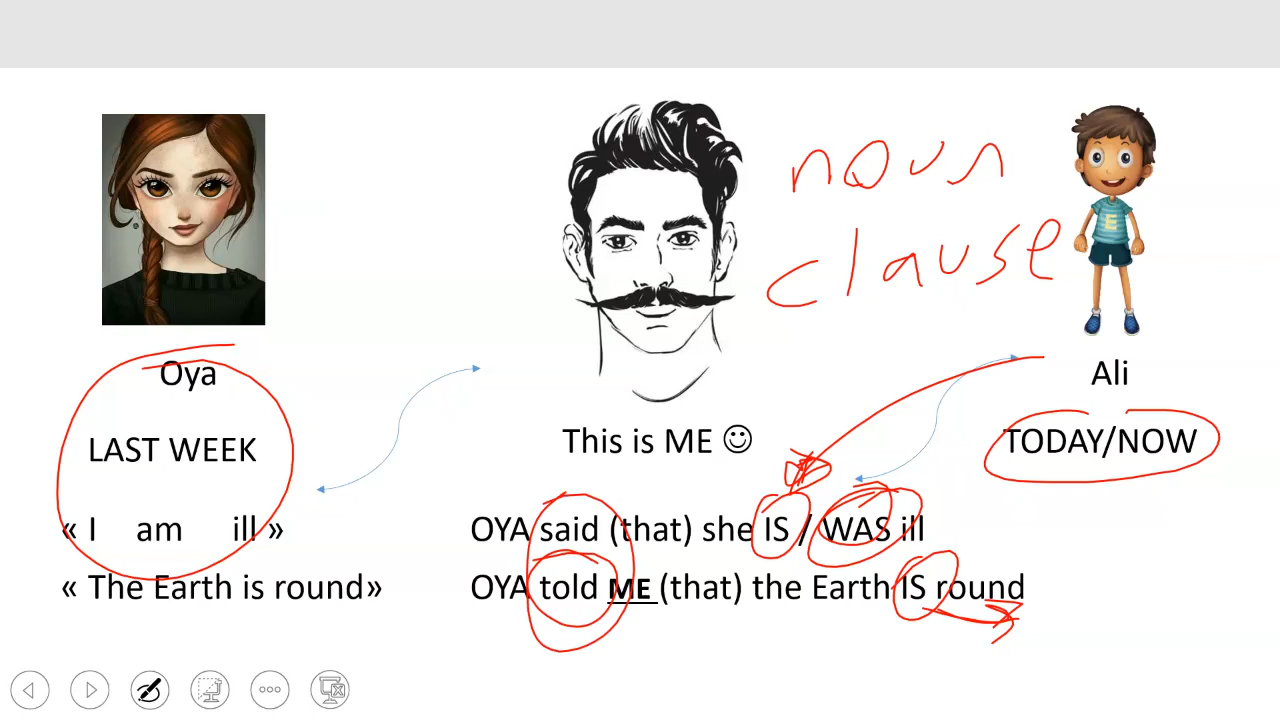 noun
clause
E
Oya
Ali
LAST WEEK
This is ME ☺
TODAY/NOW
« I am ill »
OYA said (that) she IS / WAS ill
« The Earth is round»
OYA told ME (that) the Earth IS round